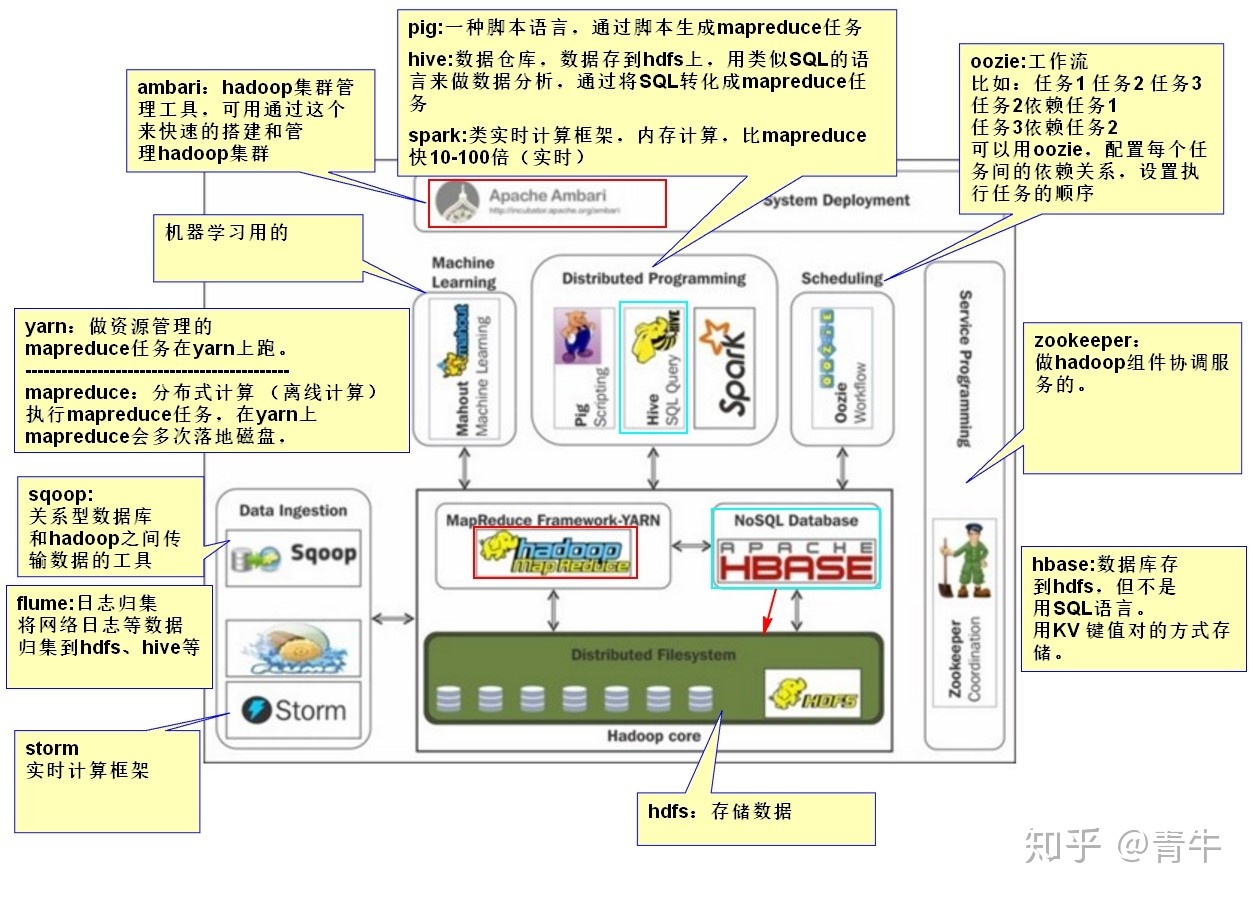 pig:一种脚本语言，通过脚本生成mapreduce任务
hive:数据仓库，数据存到hdfs上，用类似SQL的语
言来做数据分析，通过将SQL转化成mapreduce任
务
spark:类实时计算框架，内存计算，比mapreduce
快10-100倍（实时）
oozie:工作流
比如：任务1 任务2 任务3
任务2依赖任务1
任务3依赖任务2
可以用oozie，配置每个任
务间的依赖关系，设置执
行任务的顺序
ambari：hadoop集群管
理工具，可用通过这个
来快速的搭建和管
理hadoop集群
Apache Ambari
http://incubator.apache.org/ambari
System Deployment
机器学习用的
Machine
Learning
Distributed Programming
Scheduling
mahout
Mahout
Machine Learning
Pig
Scripting
HIVE
Hive
SQL Query
Spark
OOZIE
Oozie
Workflow
Service Programming
yarn：做资源管理的
mapreduce任务在yarn上跑。
--------------------------------------------
mapreduce：分布式计算 （离线计算）
执行mapreduce任务，在yarn上
mapreduce会多次落地磁盘，
zookeeper：
做hadoop组件协调服
务的。
sqoop:
关系型数据库
和hadoop之间传
输数据的工具
Data Ingestion
Sqoop
MapReduce Framework-YARN
hadoop
MapReduce
NoSQL Database
APACHE
HBASE
hbase:数据库存
到hdfs，但不是
用SQL语言。
用KV 键值对的方式存
储。
flume:日志归集
将网络日志等数据
归集到hdfs、hive等
Zookeeper
Coordination
Distributed Filesystem
HDFS
Storm
Hadoop core
storm
实时计算框架
hdfs：存储数据
知乎 @青牛